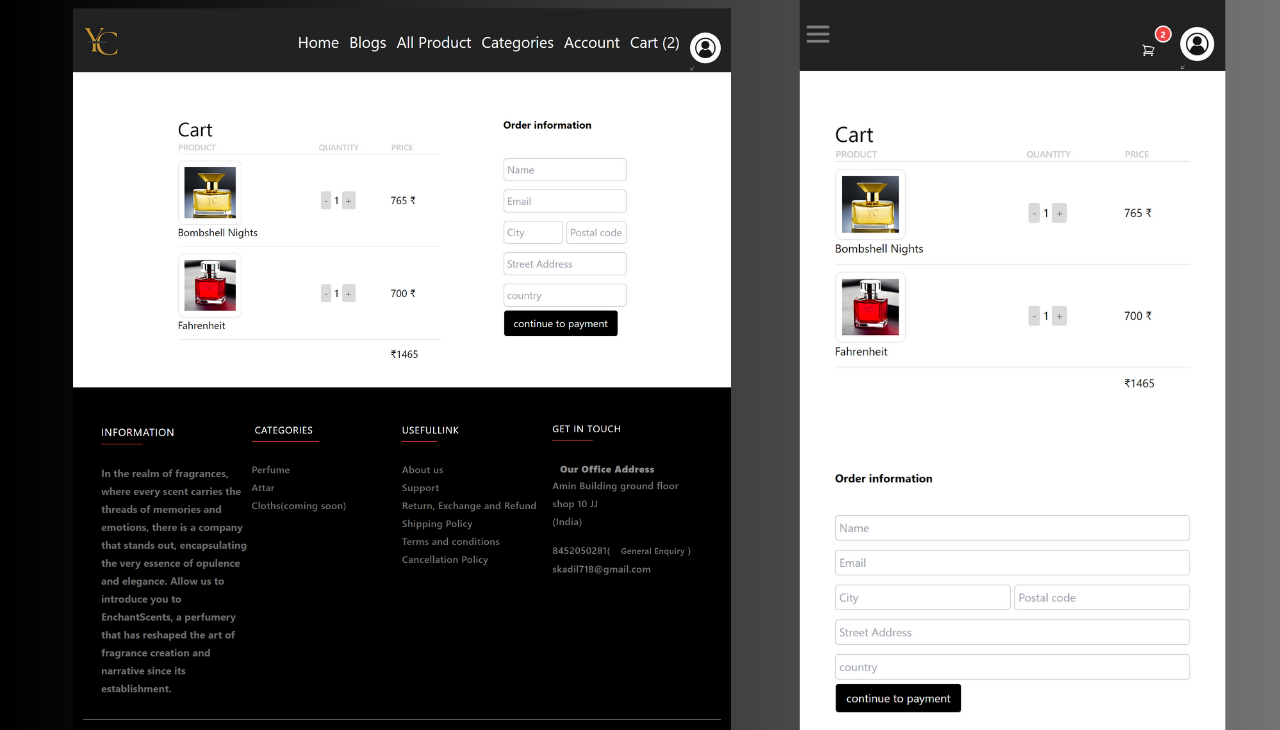 YC
Home Blogs All Product Categories Account Cart (2)
Cart
PRODUCT QUANTITY PRICE
- 1 + 765 ₹
Bombshell Nights
- 1 + 700 ₹
Fahrenheit
₹1465
Order information
Name
Email
City Postal code
Street Address
country
continue to payment
INFORMATION
In the realm of fragrances,
where every scent carries the
threads of memories and
emotions, there is a company
that stands out, encapsulating
the very essence of opulence
and elegance. Allow us to
introduce you to
EnchantScents, a perfumery
that has reshaped the art of
fragrance creation and
narrative since its
establishment.
CATEGORIES
Perfume
Attar
Cloths(coming soon)
USEFULLINK
About us
Support
Return, Exchange and Refund
Shipping Policy
Terms and conditions
Cancellation Policy
GET IN TOUCH
Our Office Address
Amin Building ground floor
shop 10 JJ
(India)
8452050281( General Enquiry )
skadil718@gmail.com
2
Cart
PRODUCT QUANTITY PRICE
- 1 + 765 ₹
Bombshell Nights
- 1 + 700 ₹
Fahrenheit
₹1465
Order information
Name
Email
City Postal code
Street Address
country
continue to payment